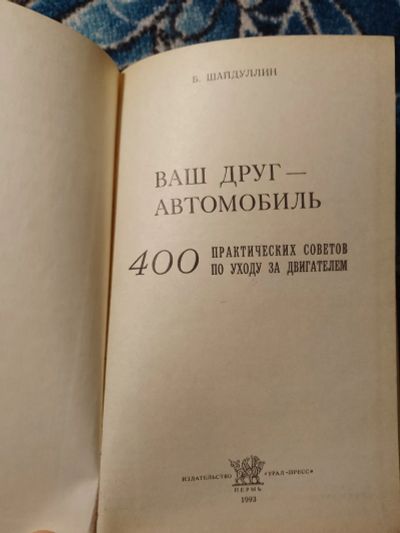 Б. ШАЙДУЛЛИН
ВАШ ДРУГ —
АВТОМОБИЛЬ
400 ПРАКТИЧЕСКИХ СОВЕТОВ
ПО УХОДУ ЗА ДВИГАТЕЛЕМ
ИЗДАТЕЛЬСТВО «УРАЛ-ПРЕСС»
ПЕРМЬ
1993